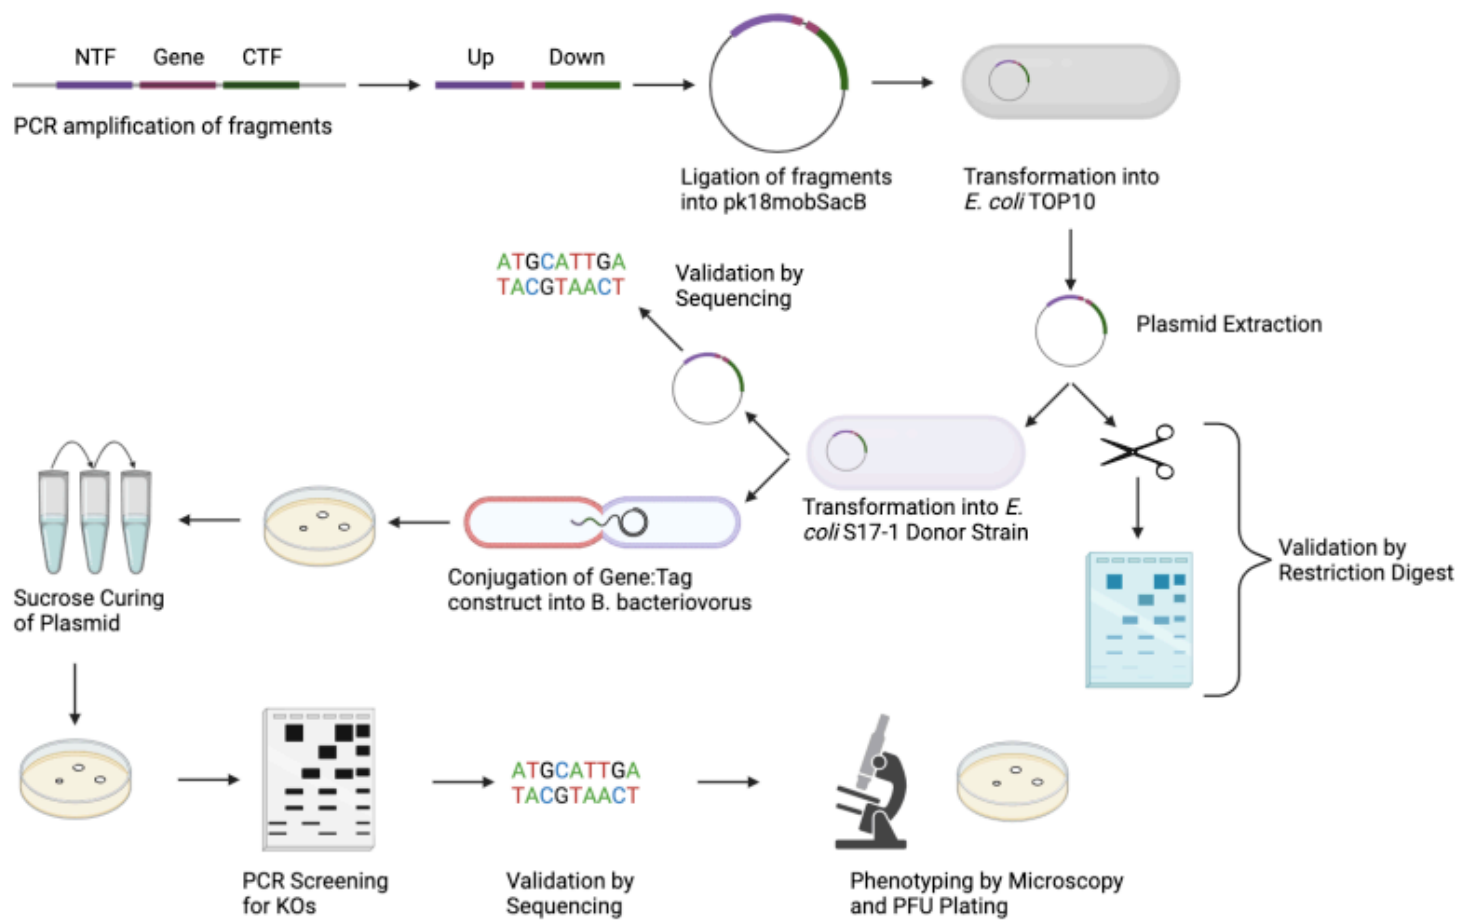 NTF Gene CTF
Up Down
PCR amplification of fragments
Ligation of fragments
into pk18mobSacB
Transformation into
E. coli TOP10
Plasmid Extraction
ATGCATTGA
TACGTAACT
Validation by
Sequencing
Transformation into E.
coli S17-1 Donor Strain
Validation by
Restriction Digest
Conjugation of Gene:Tag
construct into B. bacteriovorus
Sucrose Curing
of Plasmid
PCR Screening
for KOs
ATGCATTGA
TACGTAACT
Validation by
Sequencing
Phenotyping by Microscopy
and PFU Plating